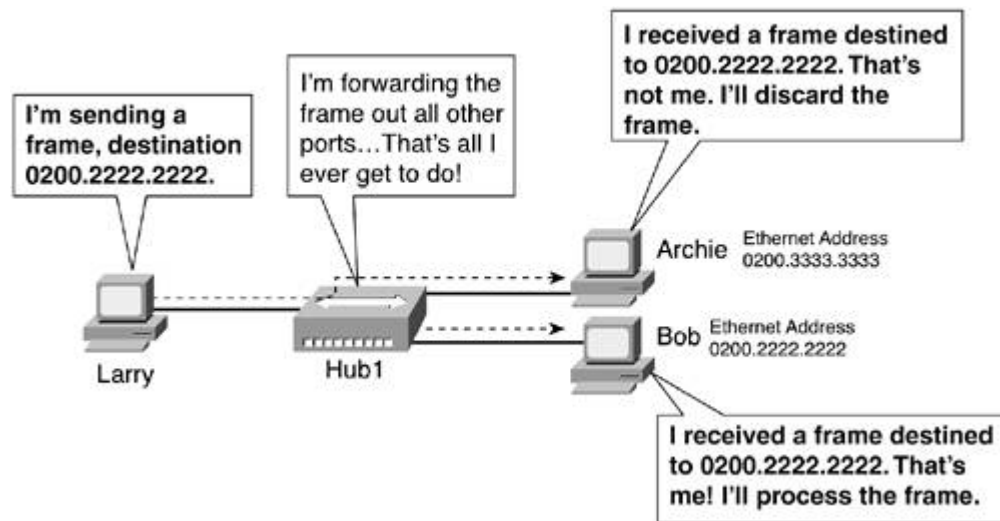 I'm sending a
frame, destination
0200.2222.2222.
I'm forwarding the
frame out all other
ports…That's all I
ever get to do!
I received a frame destined
to 0200.2222.2222. That's
not me. I'll discard the
frame.
Archie
Ethernet Address
0200.3333.3333
Larry
Hub1
Bob
Ethernet Address
0200.2222.2222
I received a frame destined
to 0200.2222.2222. That's
me! I'll process the frame.